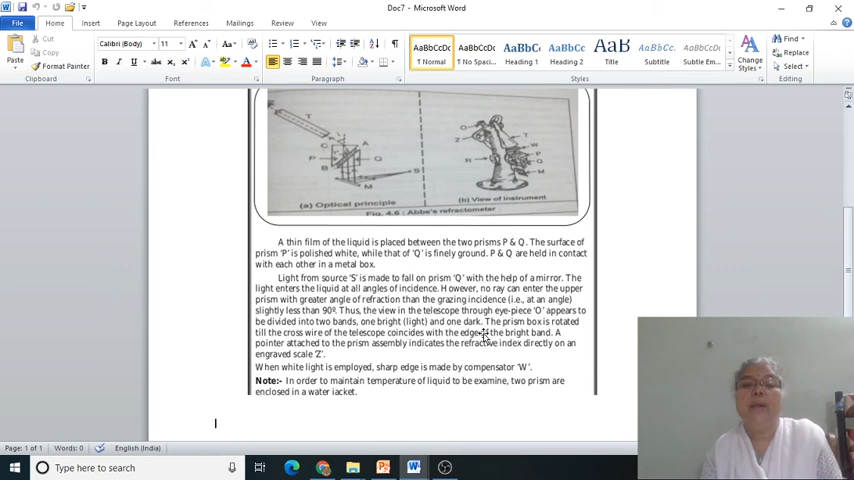 Doc7 - Microsoft Word
File Home Insert Page Layout References Mailings Review View
Cut
Copy
Format Painter
Paste
Clipboard
Calibri (Body) 11
Font
Paragraph
AaBbCcDc AaBbCcDc AaBbCc AaBbCc AaB AaBbCc. AaBbCcDc
¶ Normal ¶ No Spaci... Heading 1 Heading 2 Title Subtitle Subtle Em...
Change
Styles
Styles
Find
Replace
Select
Editing
T
C A
P Q
B
S
M
(a) Optical principle
O
Z
T
W
P
Q
R
M
(b) View of instrument
Fig. 4.6 : Abbe's refractometer
A thin film of the liquid is placed between the two prisms P & Q. The surface of
prism 'P' is polished white, while that of 'Q' is finely ground. P & Q are held in contact
with each other in a metal box.
Light from source 'S' is made to fall on prism 'Q' with the help of a mirror. The
light enters the liquid at all angles of incidence. However, no ray can enter the upper
prism with greater angle of refraction than the grazing incidence (i.e., at an angle)
slightly less than 90º. Thus, the view in the telescope through eye-piece 'O' appears to
be divided into two bands, one bright (light) and one dark. The prism box is rotated
till the cross wire of the telescope coincides with the edge the bright band. A
pointer attached to the prism assembly indicates the refractive index directly on an
engraved scale 'Z'.
When white light is employed, sharp edge is made by compensator 'W'.
Note:- In order to maintain temperature of liquid to be examine, two prism are
enclosed in a water jacket.
Page: 1 of 1 Words: 0 English (India)
Type here to search